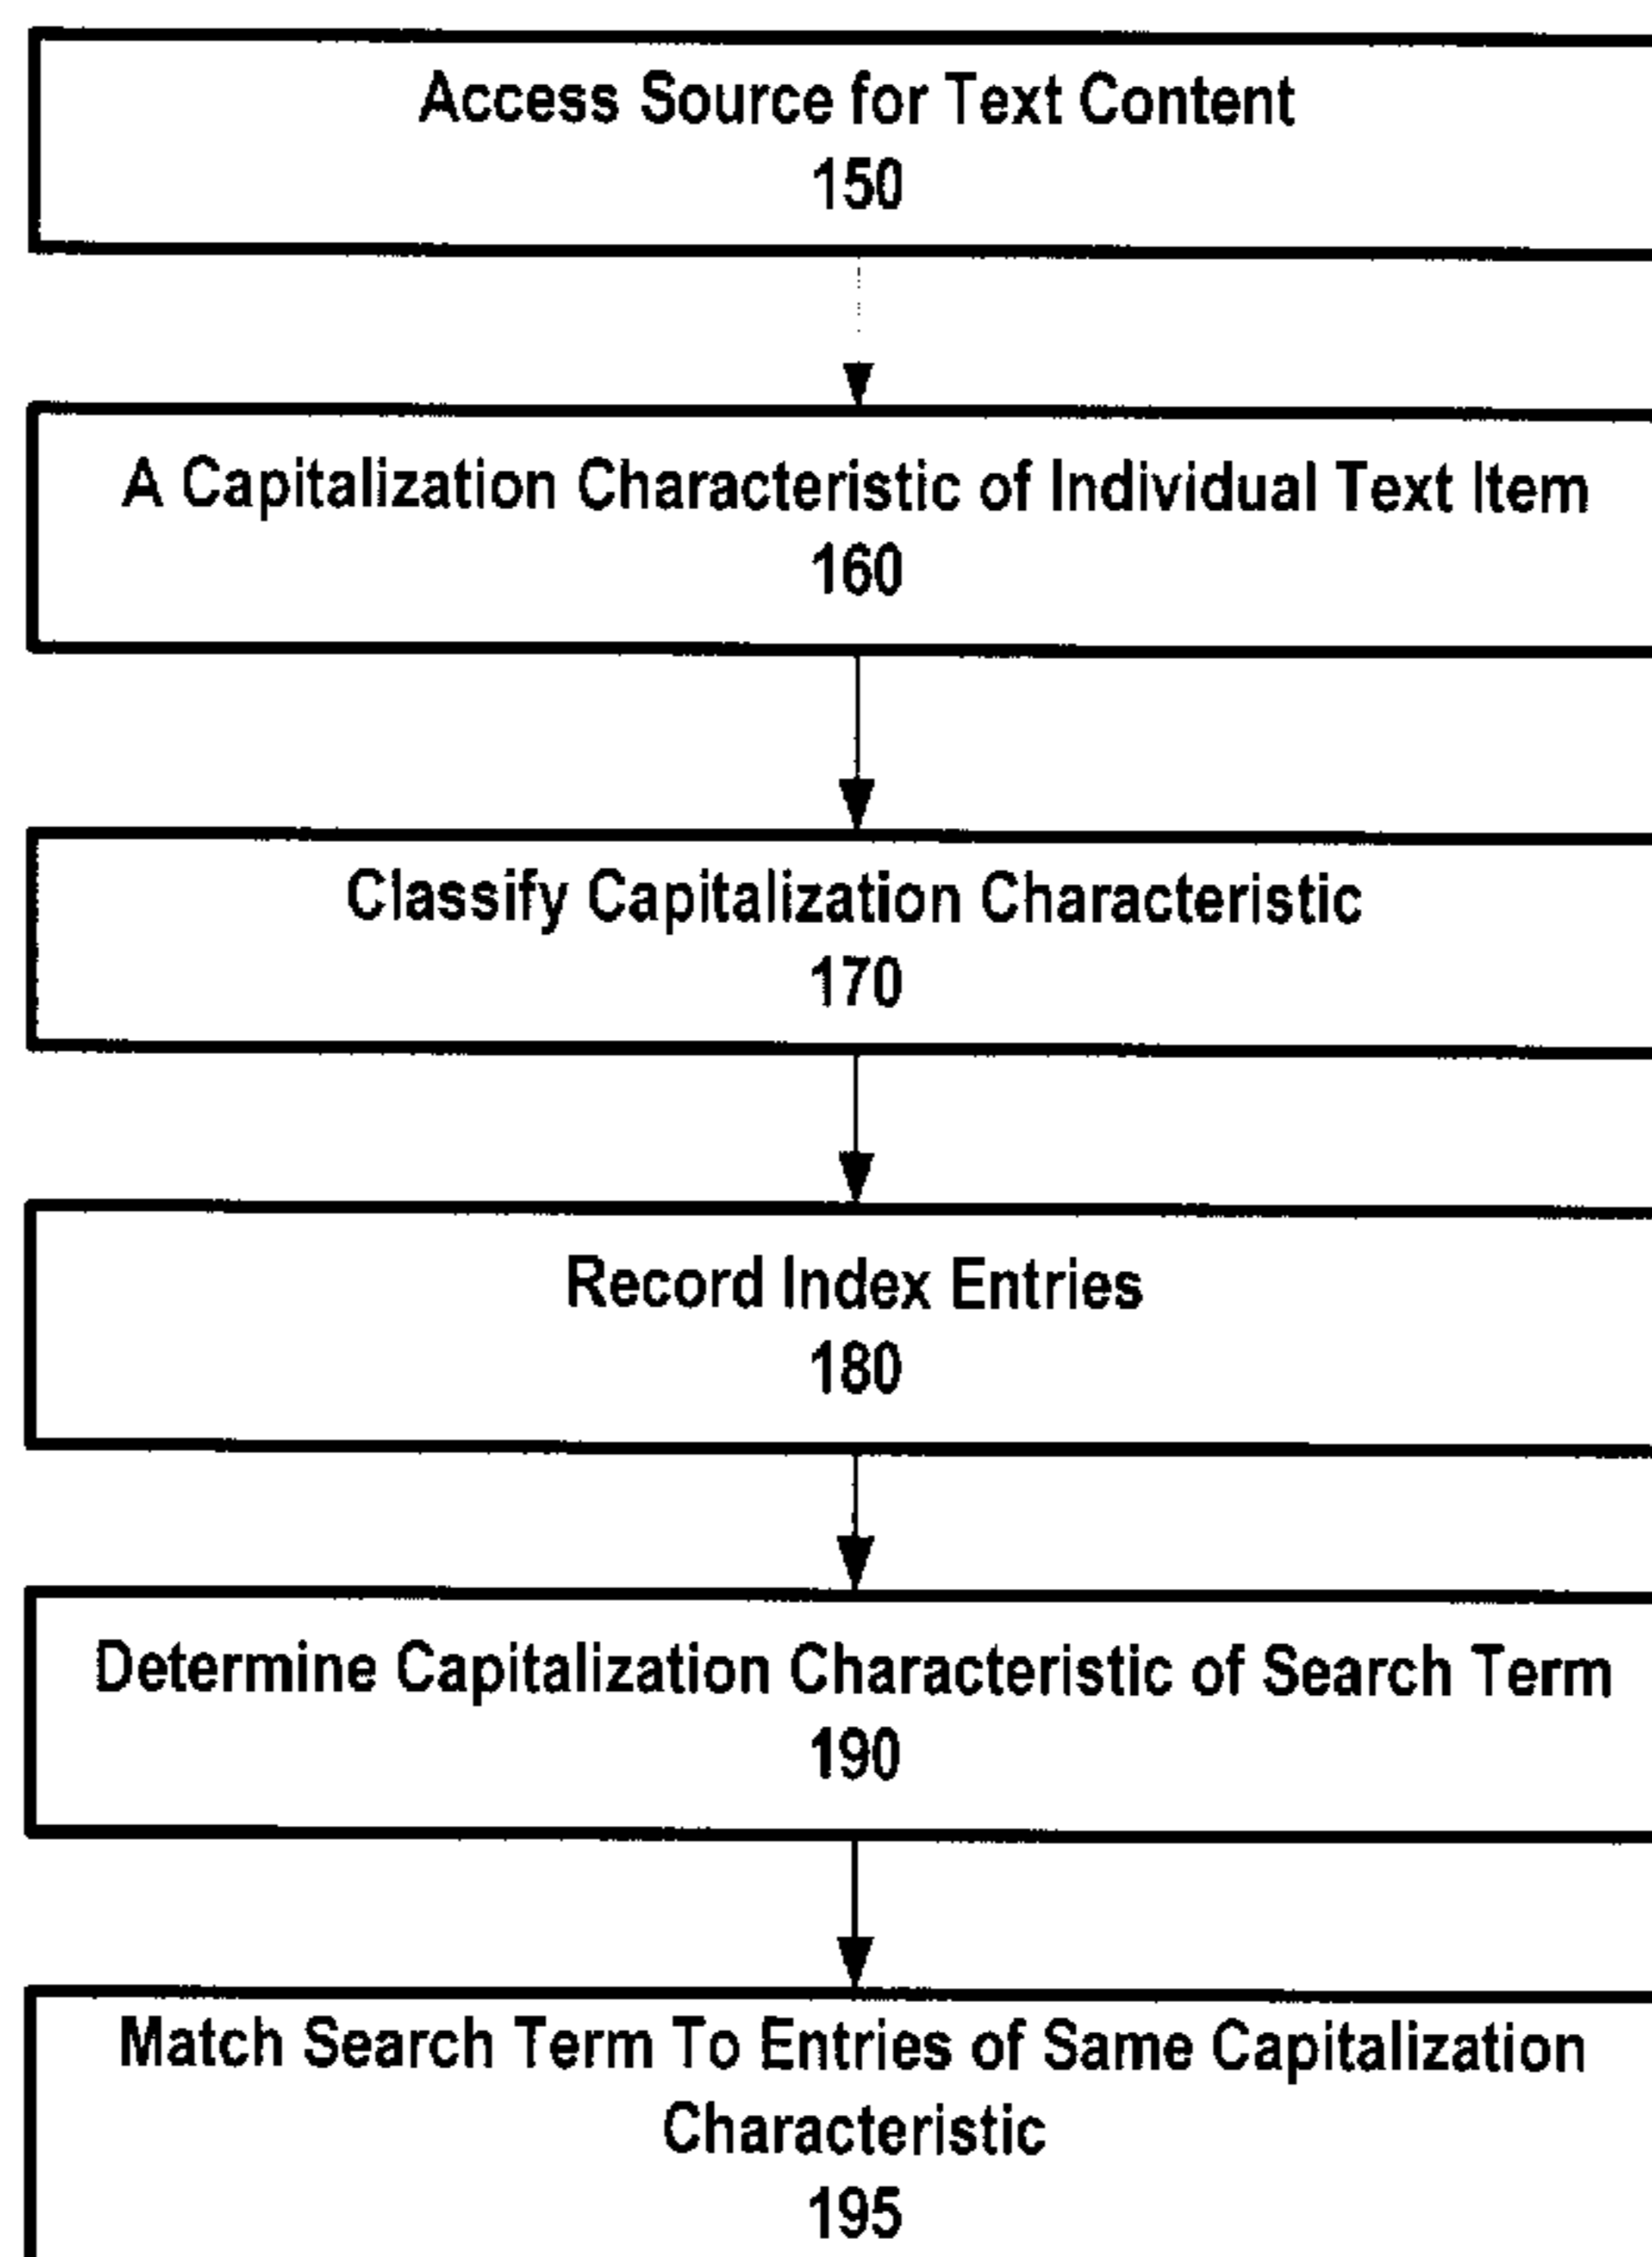 Access Source for Text Content
150
A Capitalization Characteristic of Individual Text Item
160
Classify Capitalization Characteristic
170
Record Index Entries
180
Determine Capitalization Characteristic of Search Term
190
Match Search Term To Entries of Same Capitalization
Characteristic
195